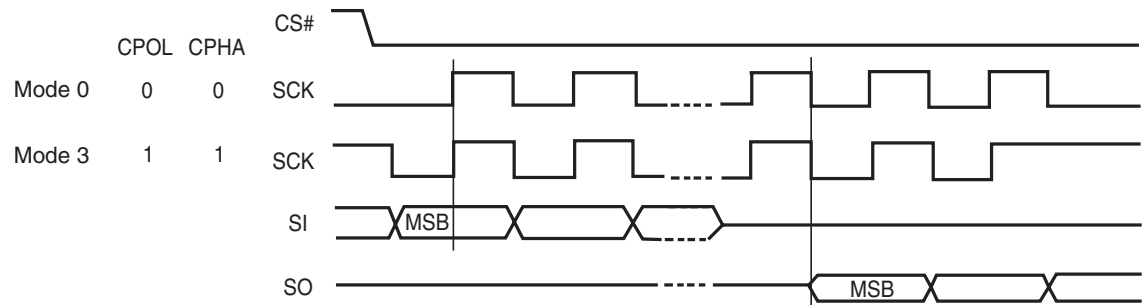 CS#
CPOL CPHA
Mode 0 0 0 SCK
Mode 3 1 1 SCK
SI MSB
SO MSB